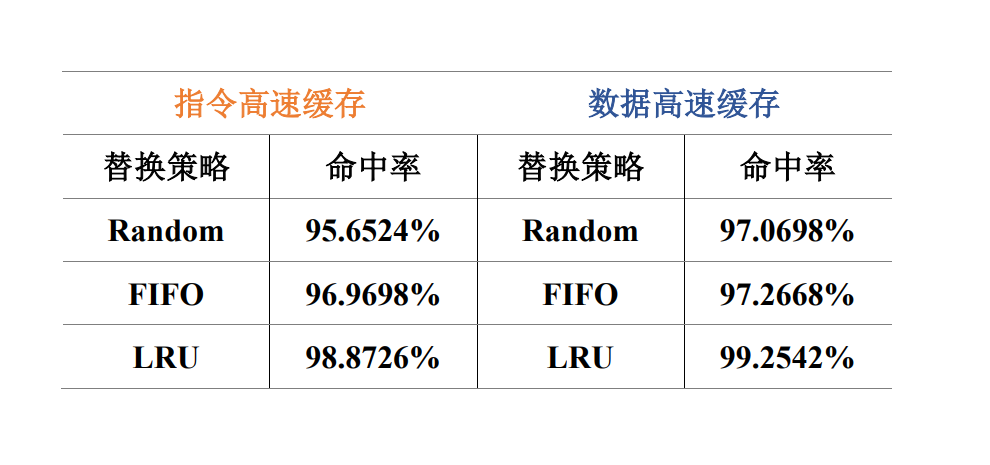 指令高速缓存 数据高速缓存
替换策略 命中率 替换策略 命中率
Random 95.6524% Random 97.0698%
FIFO 96.9698% FIFO 97.2668%
LRU 98.8726% LRU 99.2542%